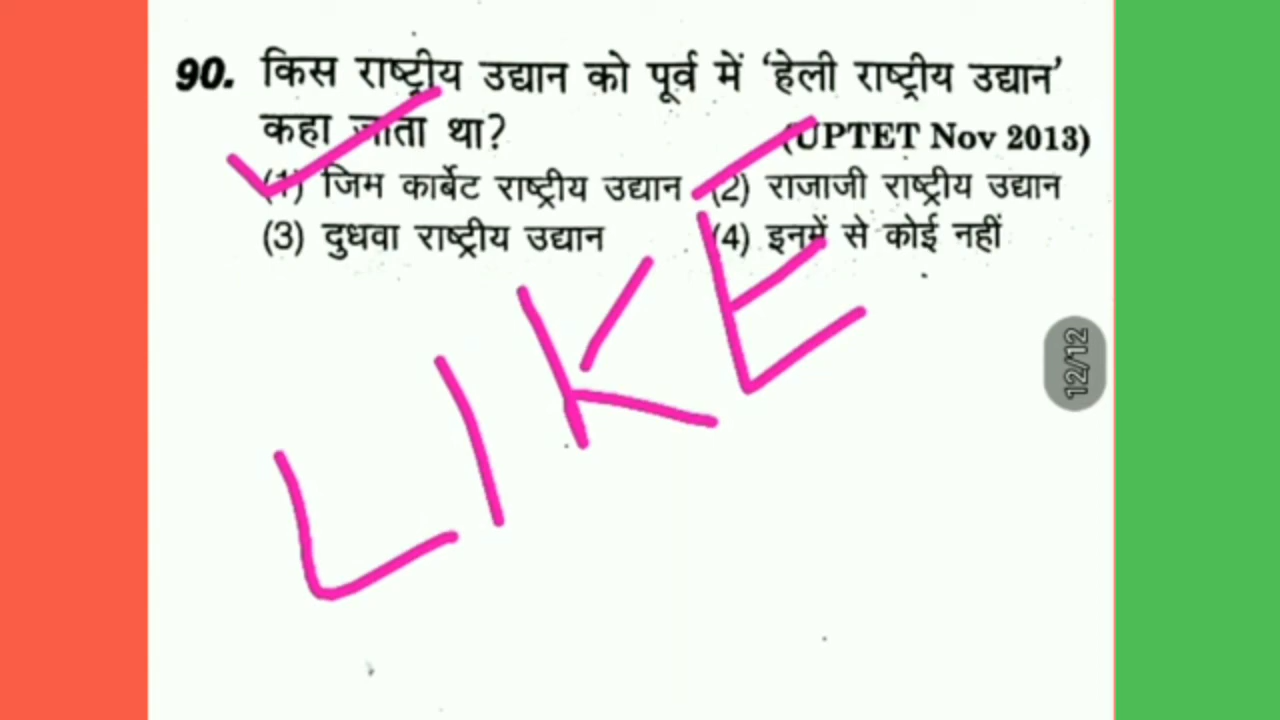 90. किस राष्ट्रीय उद्यान को पूर्व में 'हेली राष्ट्रीय उद्यान'
कहा जाता था? (UPTET Nov 2013)
(1) जिम कार्बेट राष्ट्रीय उद्यान (2) राजाजी राष्ट्रीय उद्यान
(3) दुधवा राष्ट्रीय उद्यान (4) इनमें से कोई नहीं
LIKE
12/12